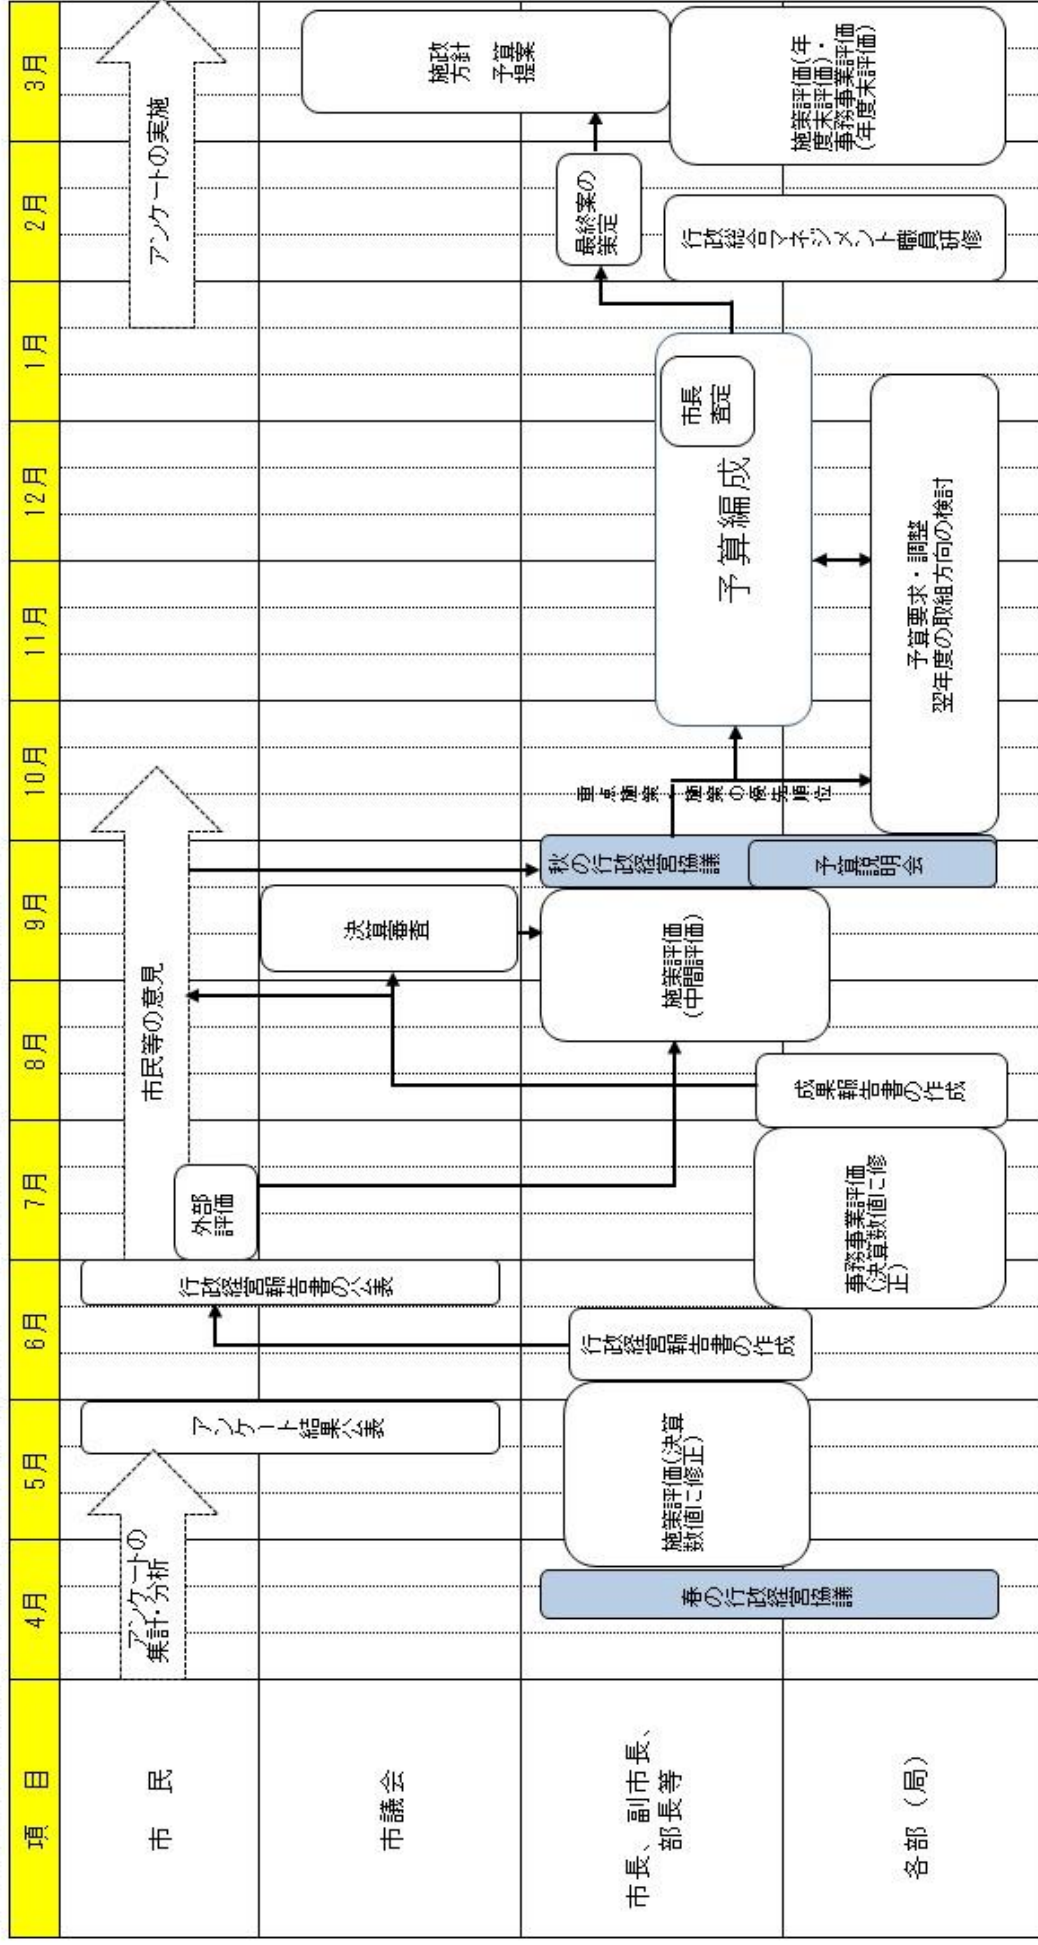 項　目
4月
5月
6月
7月
8月
9月
10月
11月
12月
1月
2月
3月
市　民
アンケートの
集計・分析
アンケート結果公表
行政経営報告書の公表
外部
評価
市民等の意見
アンケートの実施
市議会
決算審査
施政
方針
予算
提案
市長、副市長、
部長等
春の行政経営協議
施策評価(決算
数値に修正)
行政経営報告書の作成
施策評価
(中間評価)
秋の行政経営協議
重点施策・施策の優先順位
予算編成
市長
査定
最終案の
策定
各部（局）
事務事業評価
(決算数値に修
正)
成果報告書の作成
予算説明会
予算要求・調整
翌年度の取組方向の検討
行政総合マネジメント職員研修
施策評価(年
度末評価)・
事務事業評価
(年度末評価)